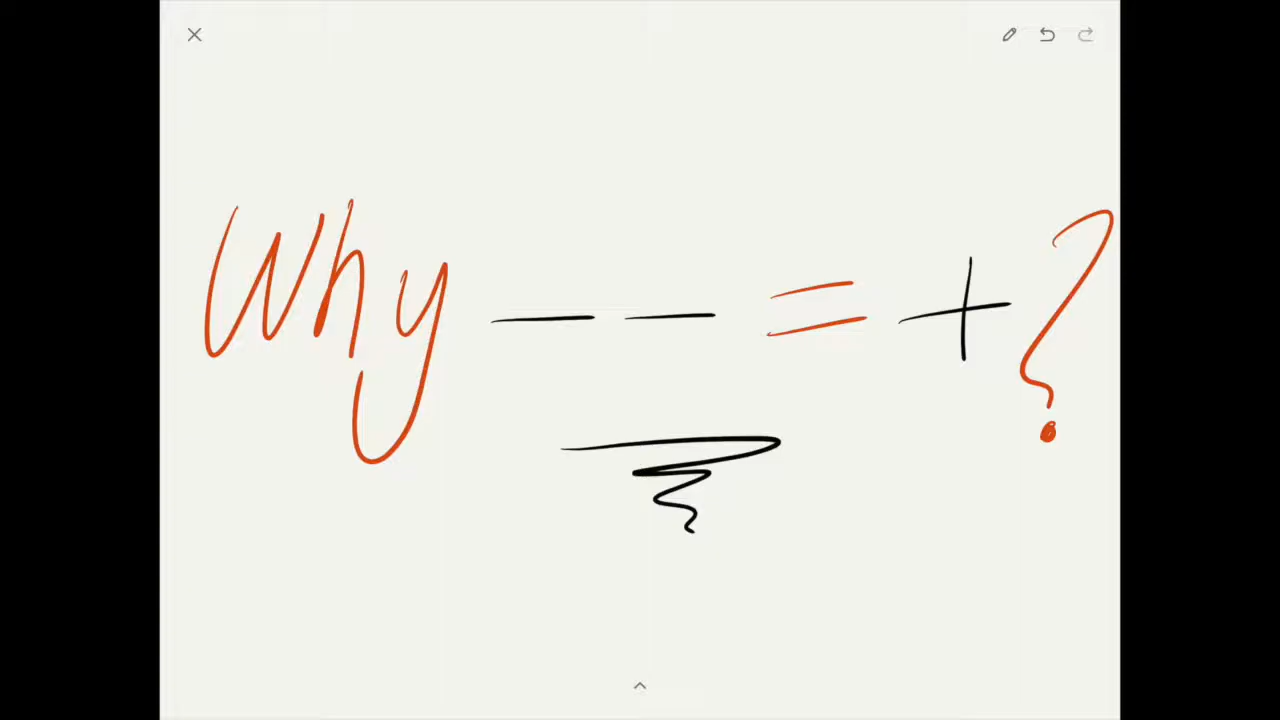 Why — — = + ?